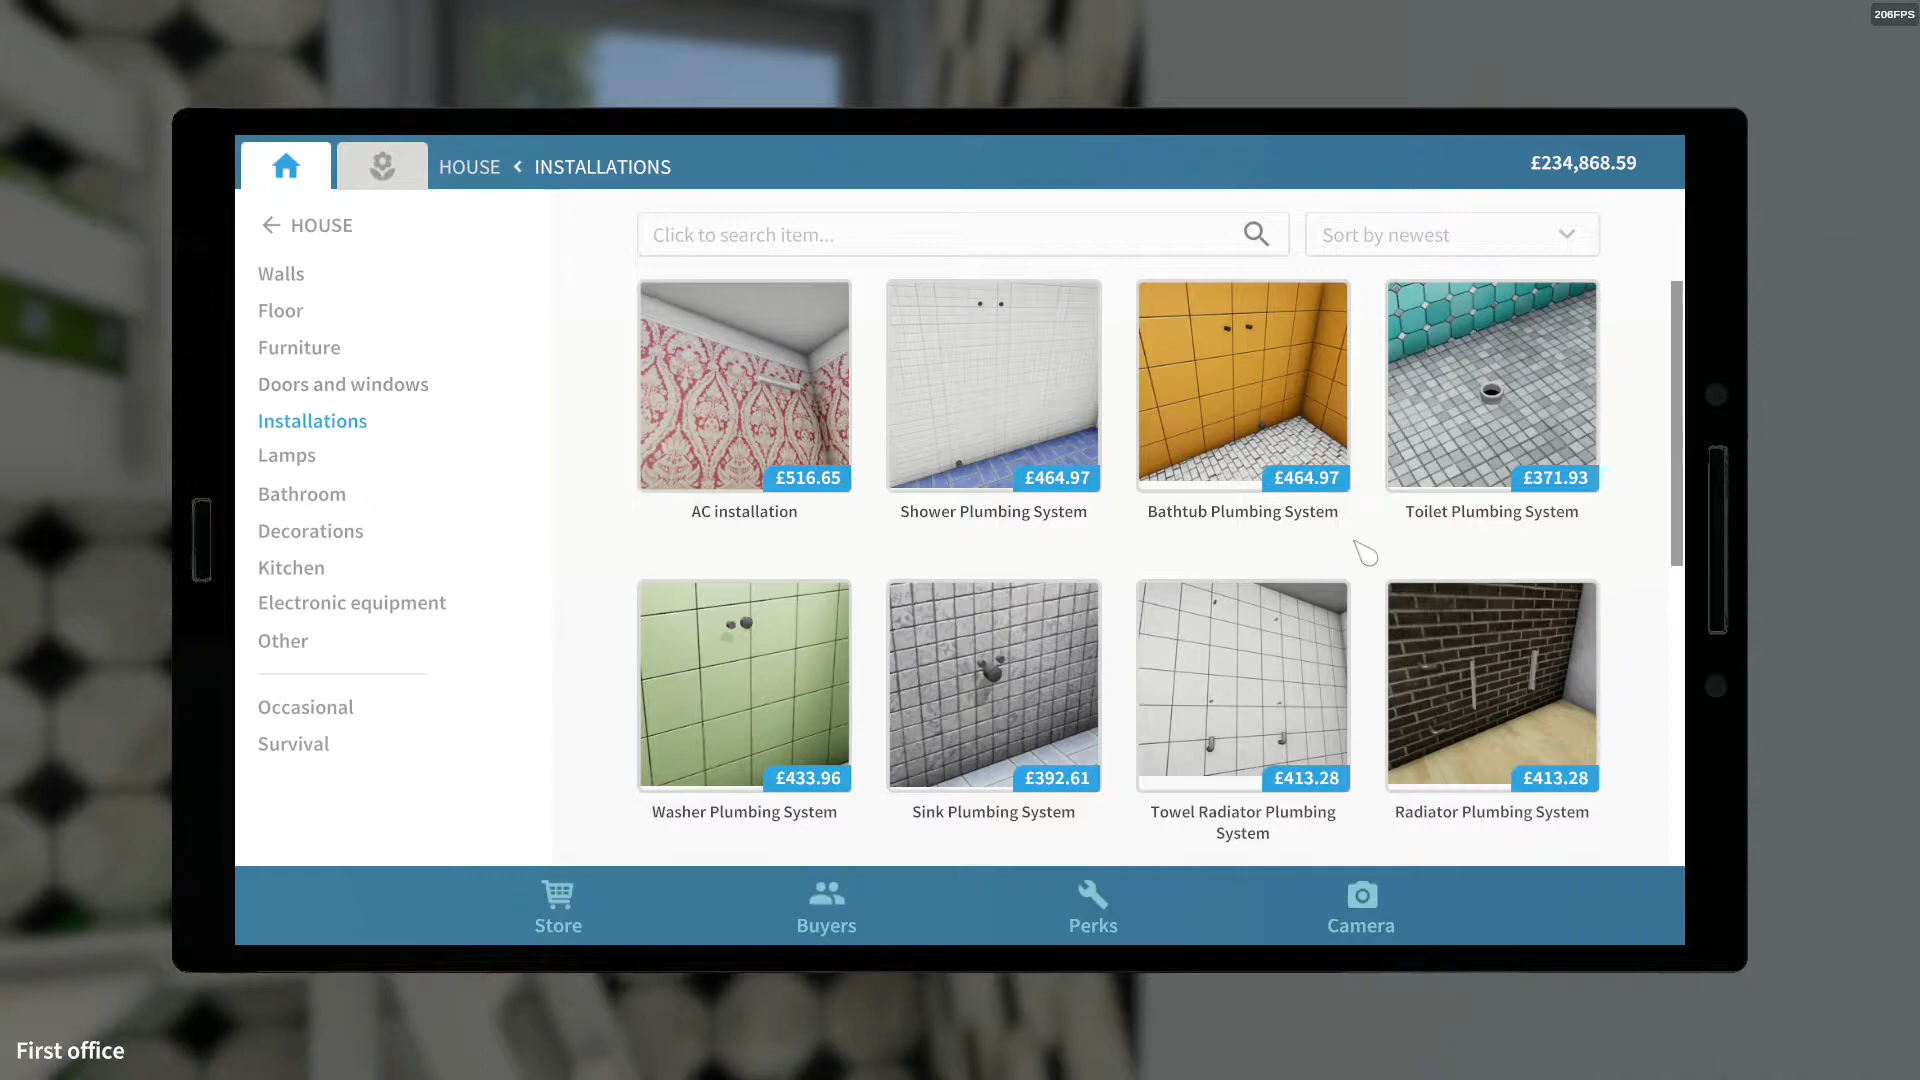 206FPS
HOUSE < INSTALLATIONS
£234,868.59
HOUSE
Click to search item...
Sort by newest
Walls
Floor
Furniture
Doors and windows
Installations
Lamps
Bathroom
Decorations
Kitchen
Electronic equipment
Other
Occasional
Survival
£516.65
£464.97
£464.97
£371.93
AC installation
Shower Plumbing System
Bathtub Plumbing System
Toilet Plumbing System
£433.96
£392.61
£413.28
£413.28
Washer Plumbing System
Sink Plumbing System
Towel Radiator Plumbing
System
Radiator Plumbing System
Store
Buyers
Perks
Camera
First office